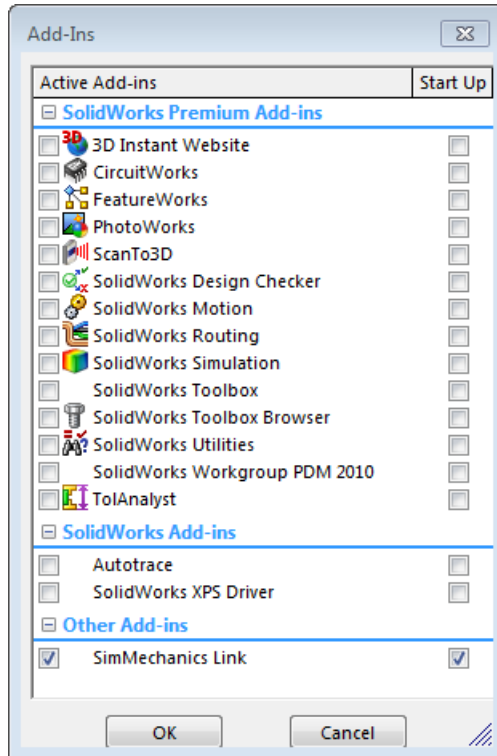 Add-Ins
Active Add-ins Start Up
SolidWorks Premium Add-ins
3D Instant Website
CircuitWorks
FeatureWorks
PhotoWorks
ScanTo3D
SolidWorks Design Checker
SolidWorks Motion
SolidWorks Routing
SolidWorks Simulation
SolidWorks Toolbox
SolidWorks Toolbox Browser
SolidWorks Utilities
SolidWorks Workgroup PDM 2010
TolAnalyst
SolidWorks Add-ins
Autotrace
SolidWorks XPS Driver
Other Add-ins
SimMechanics Link
OK Cancel